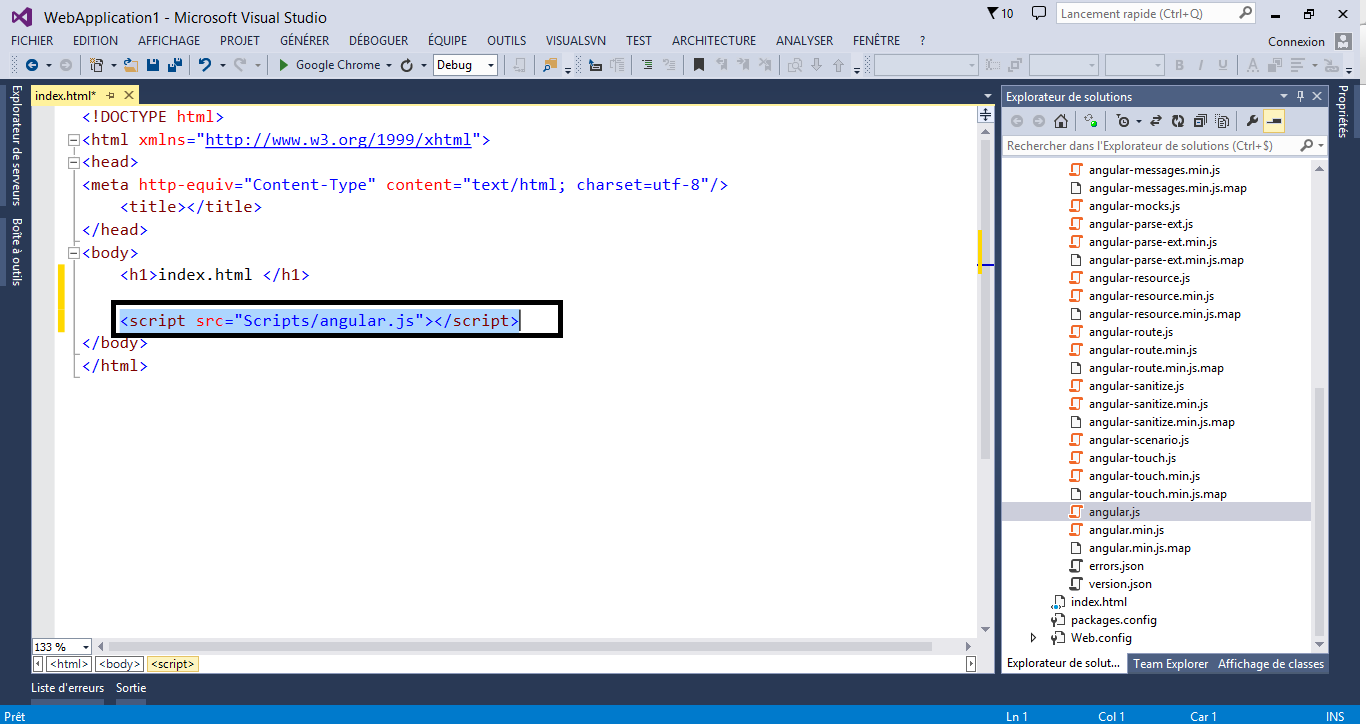 WebApplication1 - Microsoft Visual Studio
10
Lancement rapide (Ctrl+Q)
FICHIER EDITION AFFICHAGE PROJET GÉNÉRER DÉBOGUER ÉQUIPE OUTILS VISUALSVN TEST ARCHITECTURE ANALYSER FENÊTRE ?
Connexion
Google Chrome
Debug
B I U A
Explorateur de serveurs
Boîte à outils
index.html*
<!DOCTYPE html>
<html xmlns="http://www.w3.org/1999/xhtml">
<head>
<meta http-equiv="Content-Type" content="text/html; charset=utf-8"/>
<title></title>
</head>
<body>
<h1>index.html </h1>
<script src="Scripts/angular.js"></script>
</body>
</html>
133 %
<html> <body> <script>
Explorateur de solutions
Rechercher dans l'Explorateur de solutions (Ctrl+$)
angular-messages.min.js
angular-messages.min.js.map
angular-mocks.js
angular-parse-ext.js
angular-parse-ext.min.js
angular-parse-ext.min.js.map
angular-resource.js
angular-resource.min.js
angular-resource.min.js.map
angular-route.js
angular-route.min.js
angular-route.min.js.map
angular-sanitize.js
angular-sanitize.min.js
angular-sanitize.min.js.map
angular-scenario.js
angular-touch.js
angular-touch.min.js
angular-touch.min.js.map
angular.js
angular.min.js
angular.min.js.map
errors.json
version.json
index.html
packages.config
Web.config
Explorateur de solut... Team Explorer Affichage de classes
Propriétés
Liste d'erreurs Sortie
Prêt Ln 1 Col 1 Car 1 INS